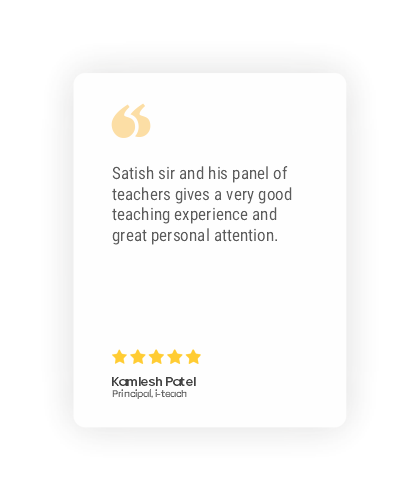 Satish sir and his panel of
teachers gives a very good
teaching experience and
great personal attention.
Kamlesh Patel
Principal, i-teach